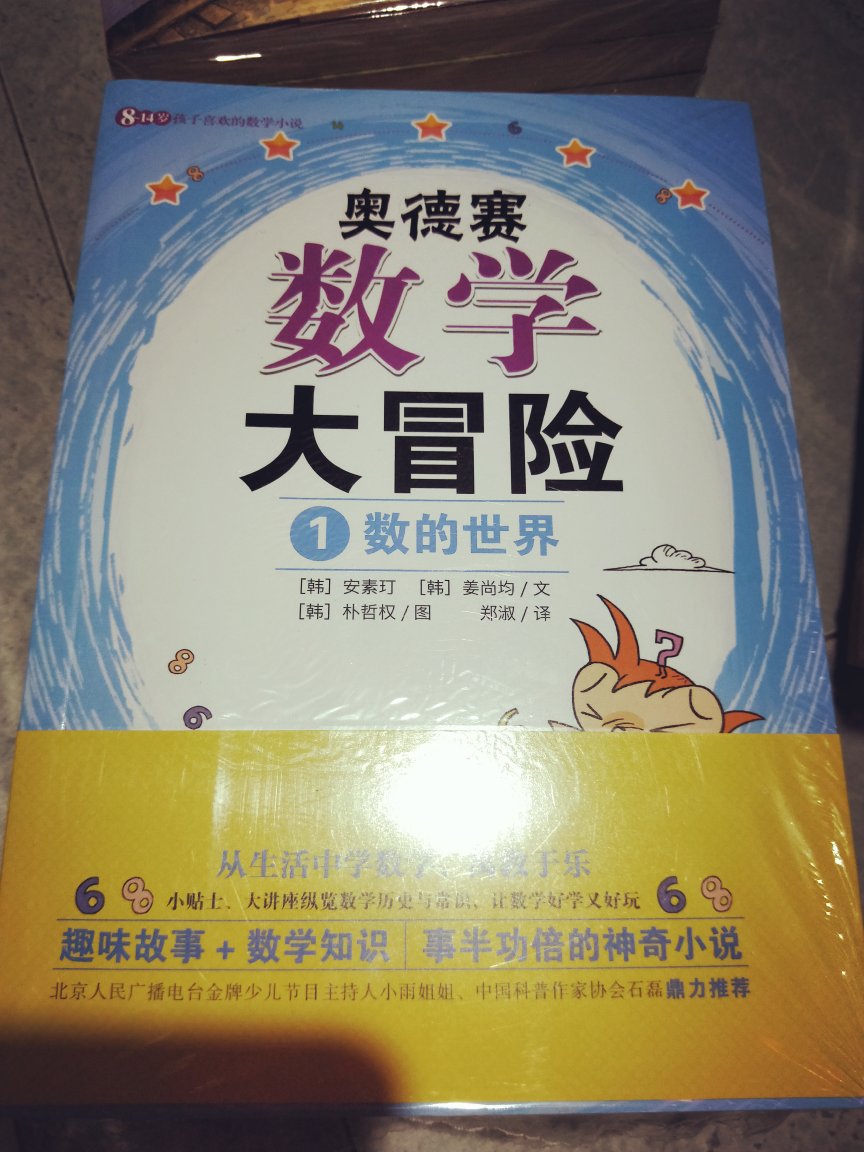 8-14岁孩子喜欢的数学小说
奥德赛
数学
大冒险
1 数的世界
［韩］安素玎 ［韩］姜尚均/文
［韩］朴哲权/图 郑淑/译
?
从生活中学数学，寓教于乐
小贴士、大讲座纵览数学历史与常识、让数学好学又好玩
趣味故事+数学知识｜事半功倍的神奇小说
北京人民广播电台金牌少儿节目主持人小雨姐姐、中国科普作家协会石磊鼎力推荐